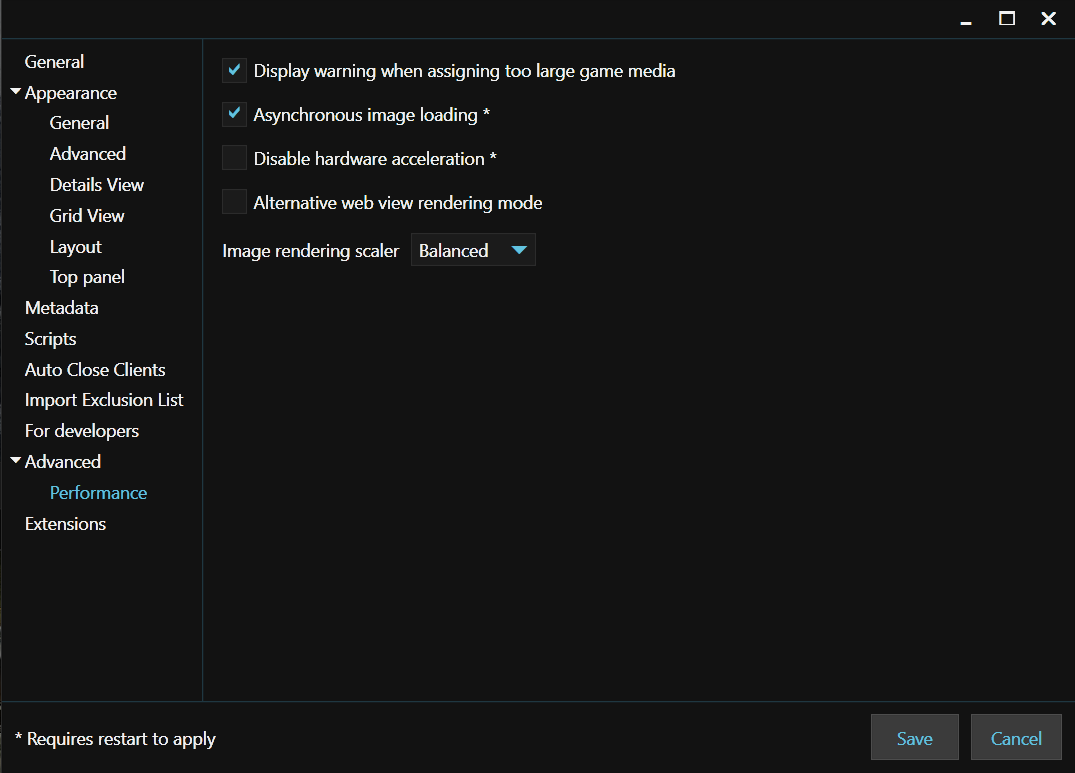 General
Appearance
General
Advanced
Details View
Grid View
Layout
Top panel
Metadata
Scripts
Auto Close Clients
Import Exclusion List
For developers
Advanced
Performance
Extensions
Display warning when assigning too large game media
Asynchronous image loading *
Disable hardware acceleration *
Alternative web view rendering mode
Image rendering scaler Balanced
* Requires restart to apply
Save Cancel